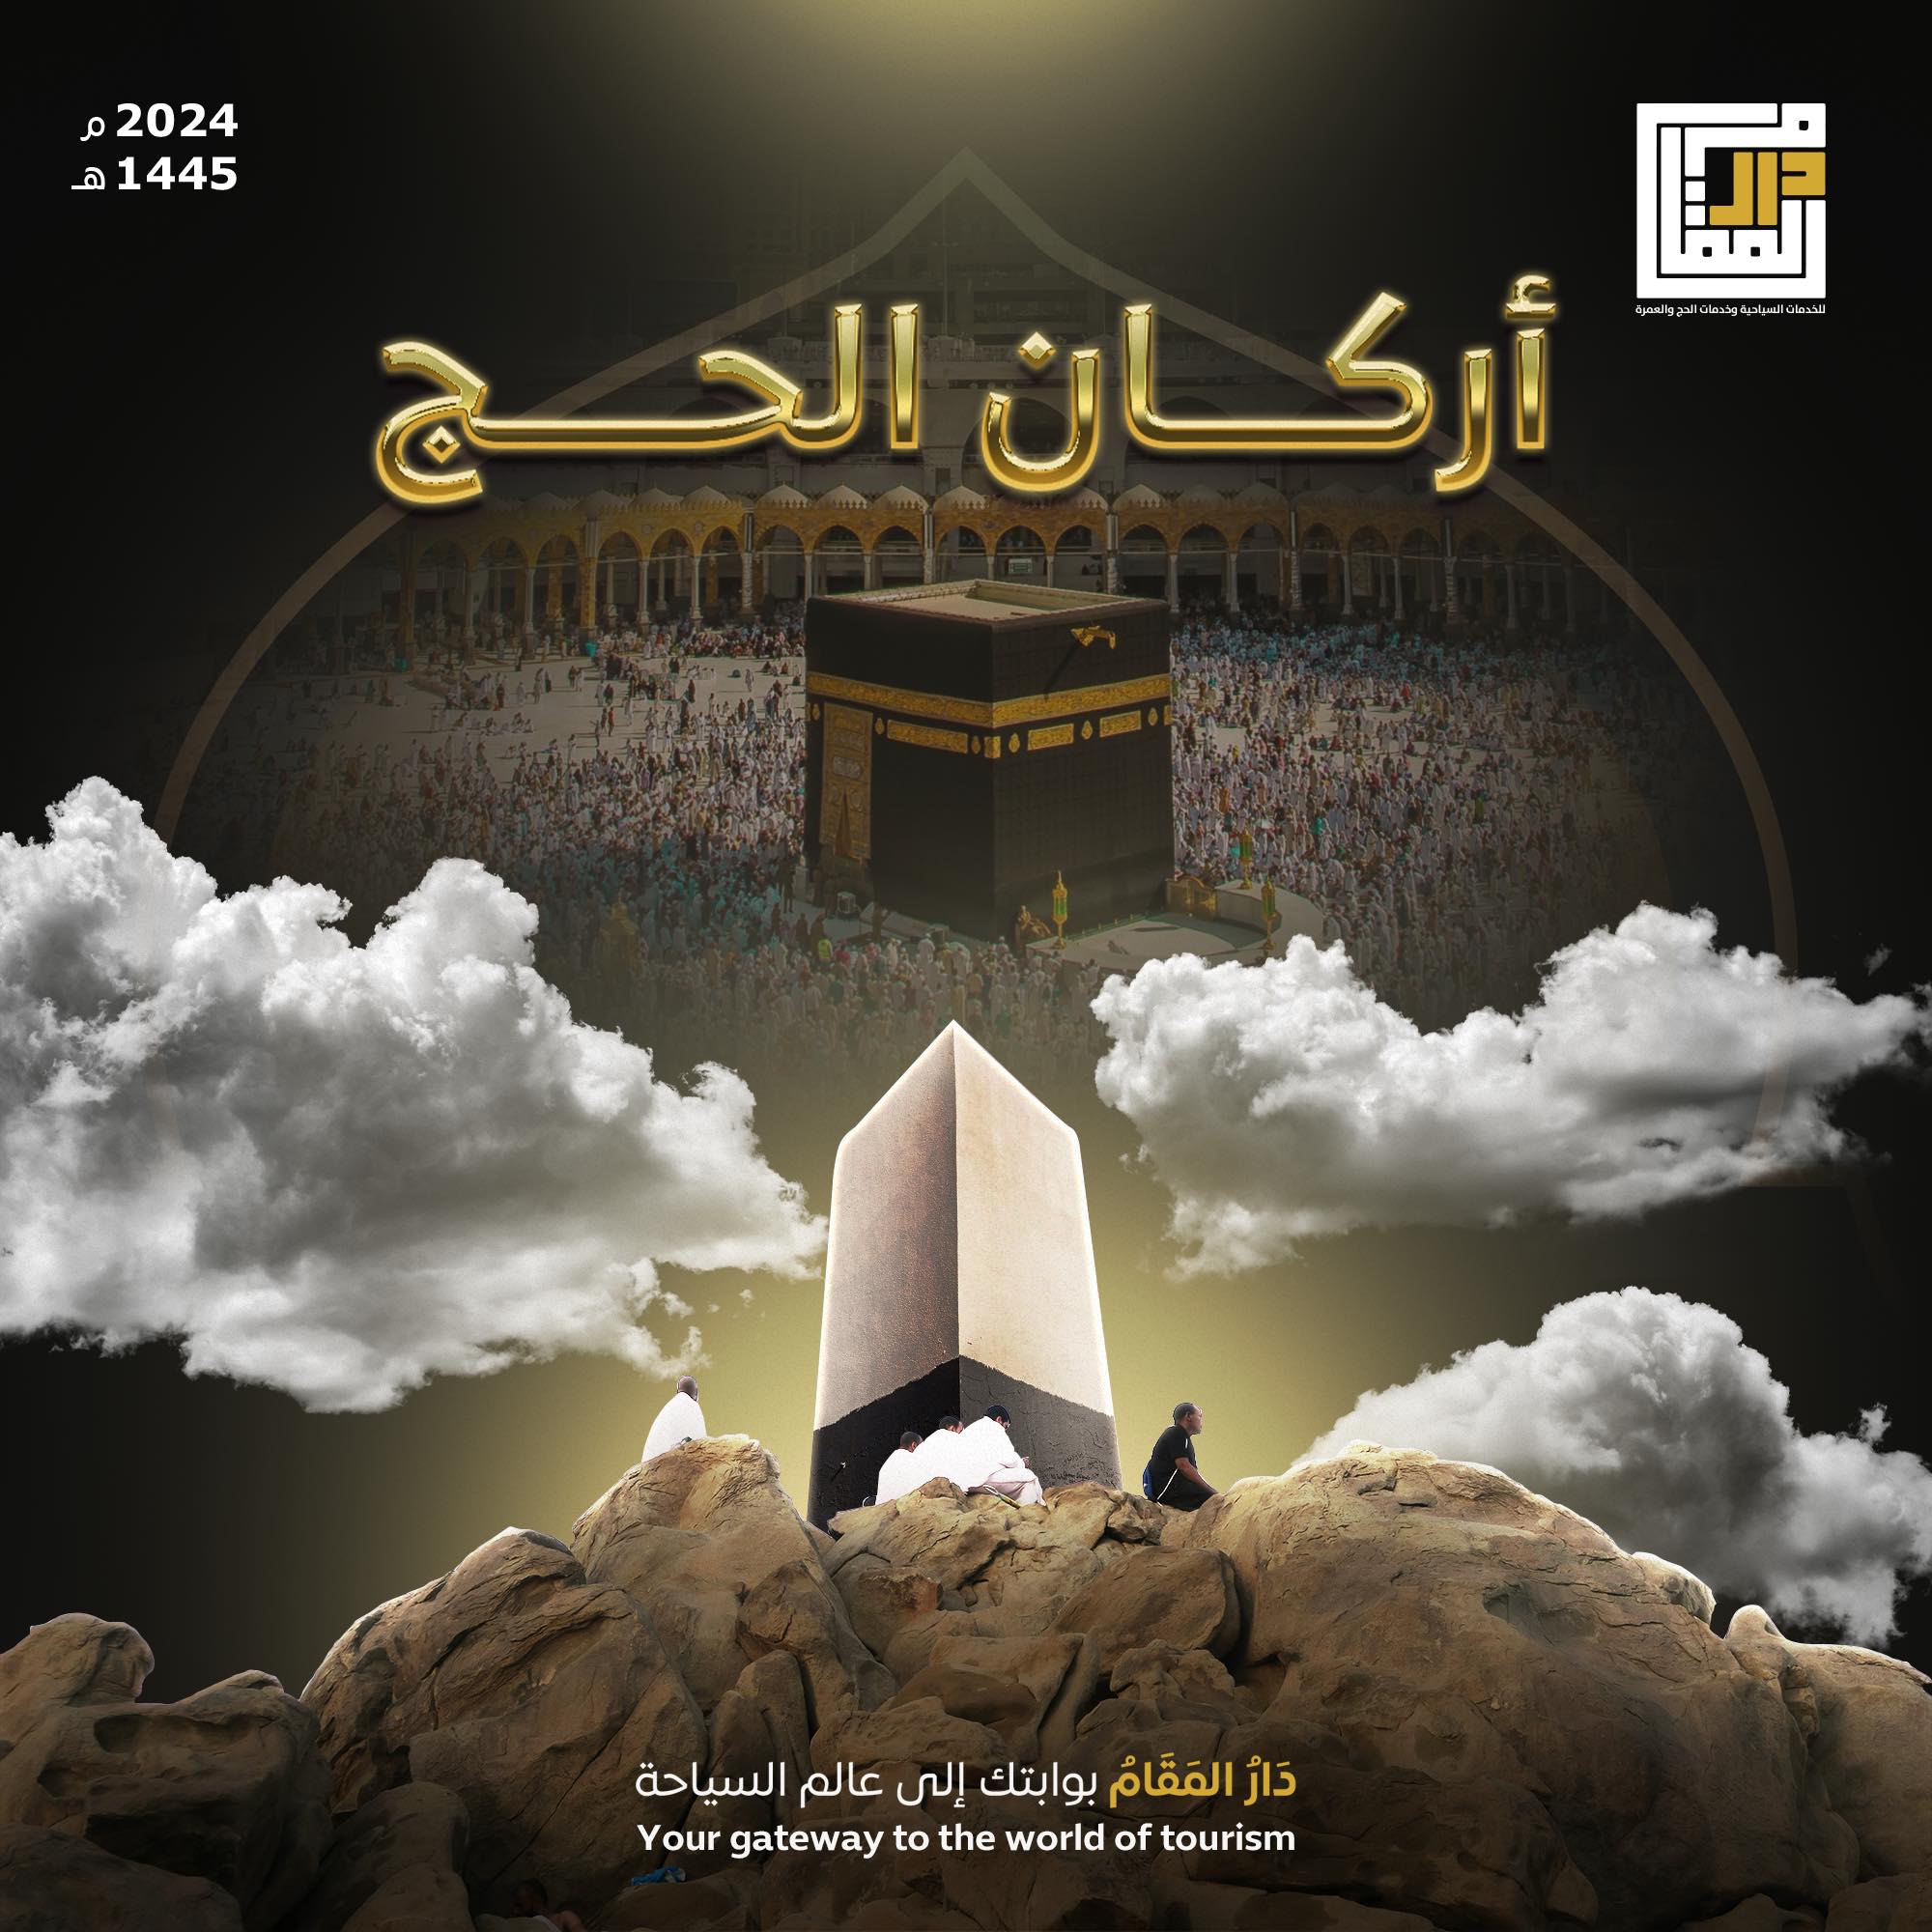 2024 م
1445 هـ
دار المقام
للخدمات السياحية وخدمات الحج والعمرة
أركان الحج
دَارُ المَقَامُ بوابتك إلى عالم السياحة
Your gateway to the world of tourism